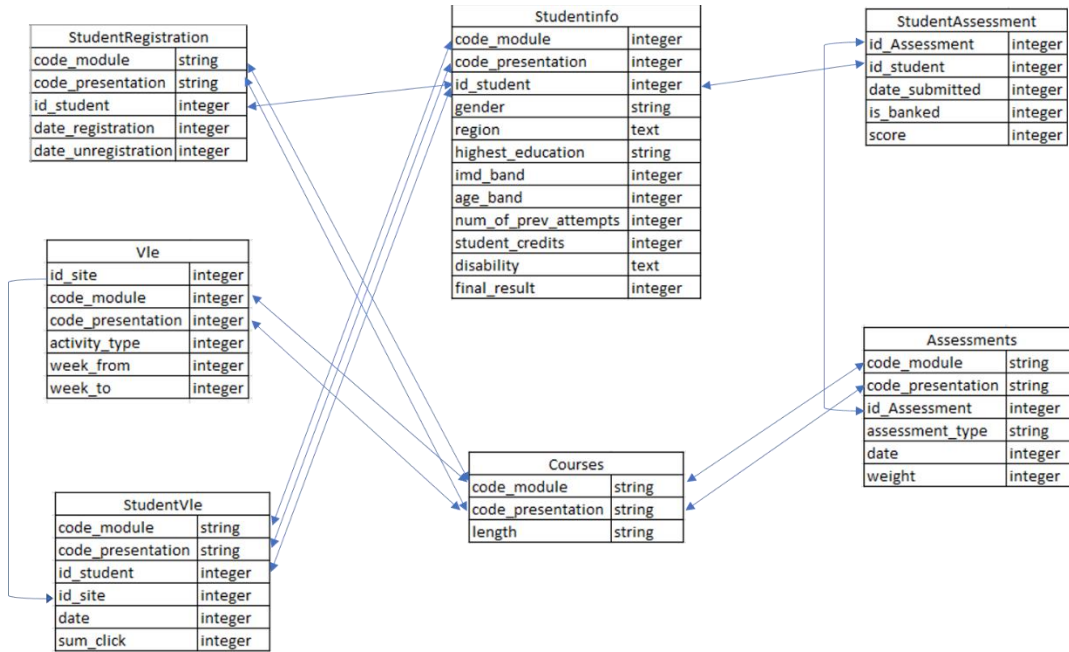 StudentRegistration
code_module string
code_presentation string
id_student integer
date_registration integer
date_unregistration integer
Studentinfo
code_module integer
code_presentation integer
id_student integer
gender string
region text
highest_education string
imd_band integer
age_band integer
num_of_prev_attempts integer
student_credits integer
disability text
final_result integer
StudentAssessment
id_Assessment integer
id_student integer
date_submitted integer
is_banked integer
score integer
Vle
id_site integer
code_module integer
code_presentation integer
activity_type integer
week_from integer
week_to integer
Assessments
code_module string
code_presentation string
id_Assessment integer
assessment_type string
date integer
weight integer
Courses
code_module string
code_presentation string
length string
StudentVle
code_module string
code_presentation string
id_student integer
id_site integer
date integer
sum_click integer